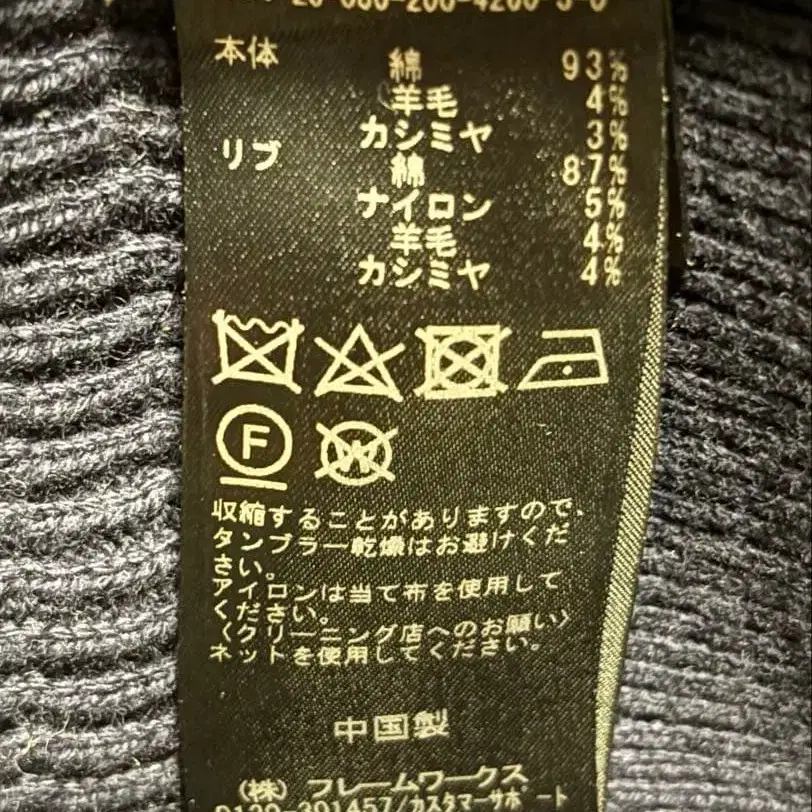 本体 綿 93%
羊毛 4%
カシミヤ 3%
リブ 綿 87%
ナイロン 5%
羊毛 4%
カシミヤ 4%
F
W
収縮することがありますので、
タンブラー乾燥はお避けくだ
さい。
アイロンは当て布を使用して
ください。
〈クリーニング店へのお願い〉
ネットを使用してください。
中国製
(株) フレームワークス
0120-301457/カスタマーサポート